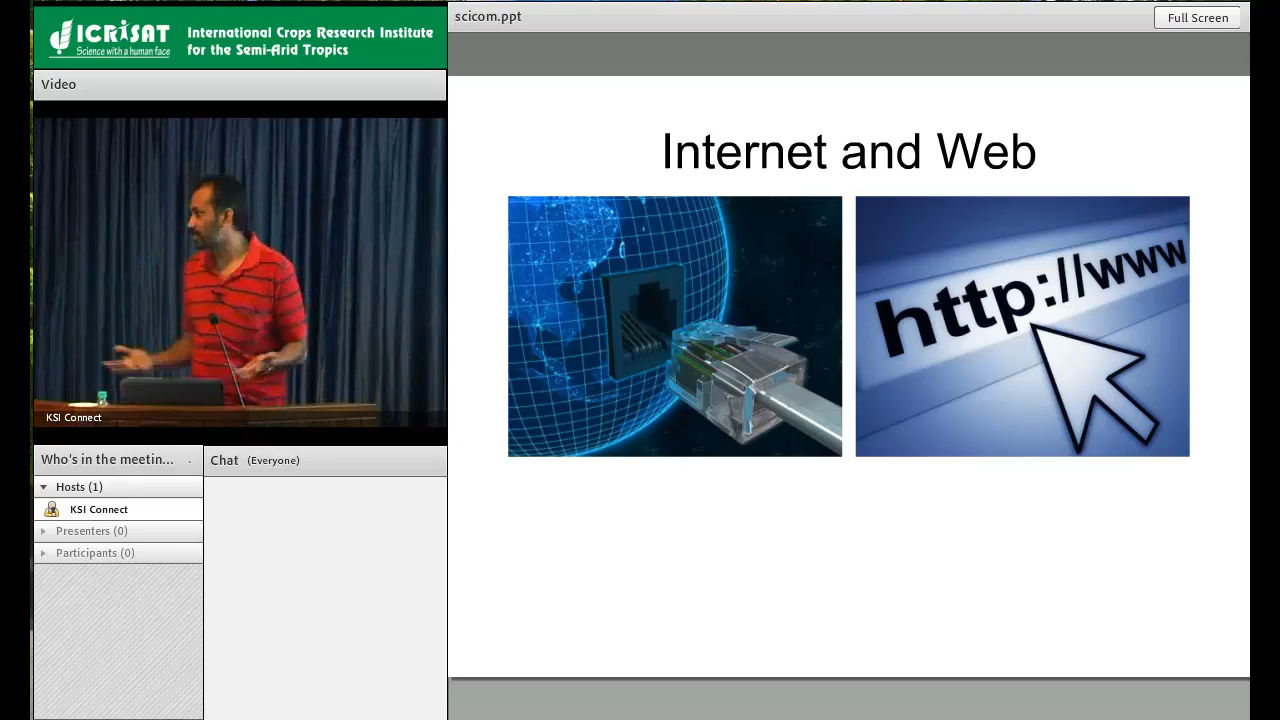 ICRISAT
Science with a human face
International Crops Research Institute
for the Semi-Arid Tropics
Video
KSI Connect
Who's in the meetin...
Hosts (1)
KSI Connect
Presenters (0)
Participants (0)
Chat (Everyone)
scicom.ppt
Full Screen
Internet and Web
http://www